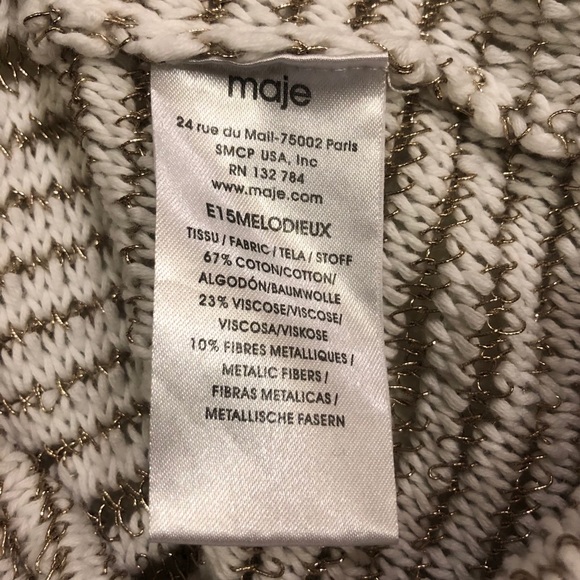 maje
24 rue du Mail-75002 Paris
SMCP USA, Inc
RN 132 784
www.maje.com
E15MELODIEUX
TISSU / FABRIC / TELA / STOFF
67% COTON/COTTON/
ALGODÓN/BAUMWOLLE
23% VISCOSE/VISCOSE/
VISCOSA/VISKOSE
10% FIBRES METALLIQUES /
METALIC FIBERS /
FIBRAS METALICAS /
METALLISCHE FASERN